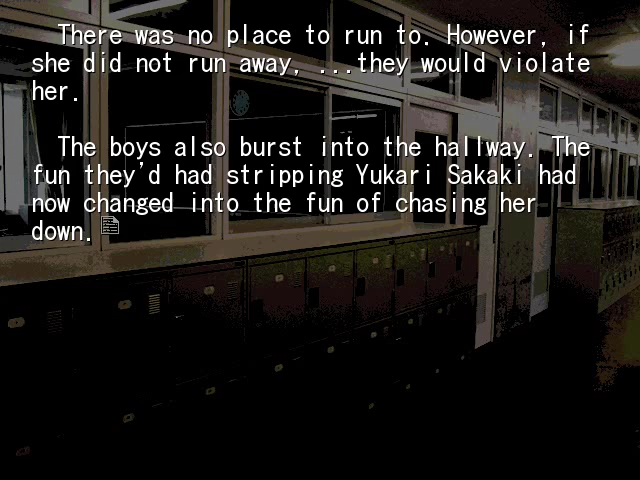 There was no place to run to. However, if
she did not run away, ...they would violate
her.
The boys also burst into the hallway. The
fun they'd had stripping Yukari Sakaki had
now changed into the fun of chasing her
down.